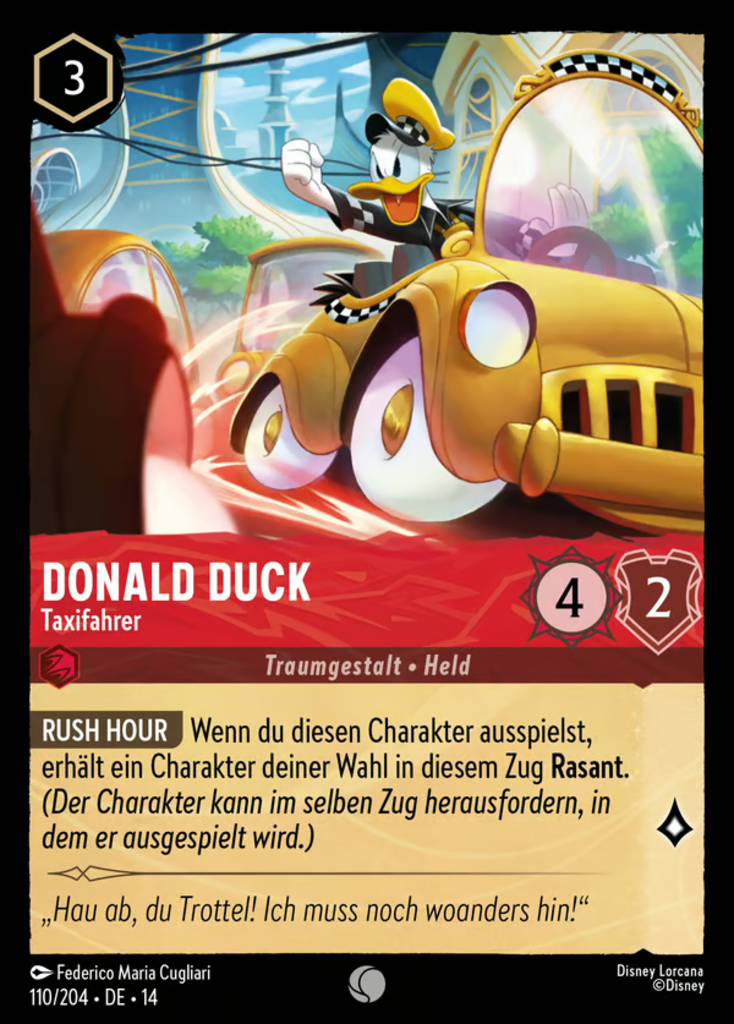 3
DONALD DUCK
Taxifahrer
4
2
Traumgestalt • Held
RUSH HOUR Wenn du diesen Charakter ausspielst,
erhält ein Charakter deiner Wahl in diesem Zug Rasant.
(Der Charakter kann im selben Zug herausfordern, in
dem er ausgespielt wird.)
„Hau ab, du Trottel! Ich muss noch woanders hin!“
Federico Maria Cugliari
110/204 • DE • 14
Disney Lorcana
©Disney